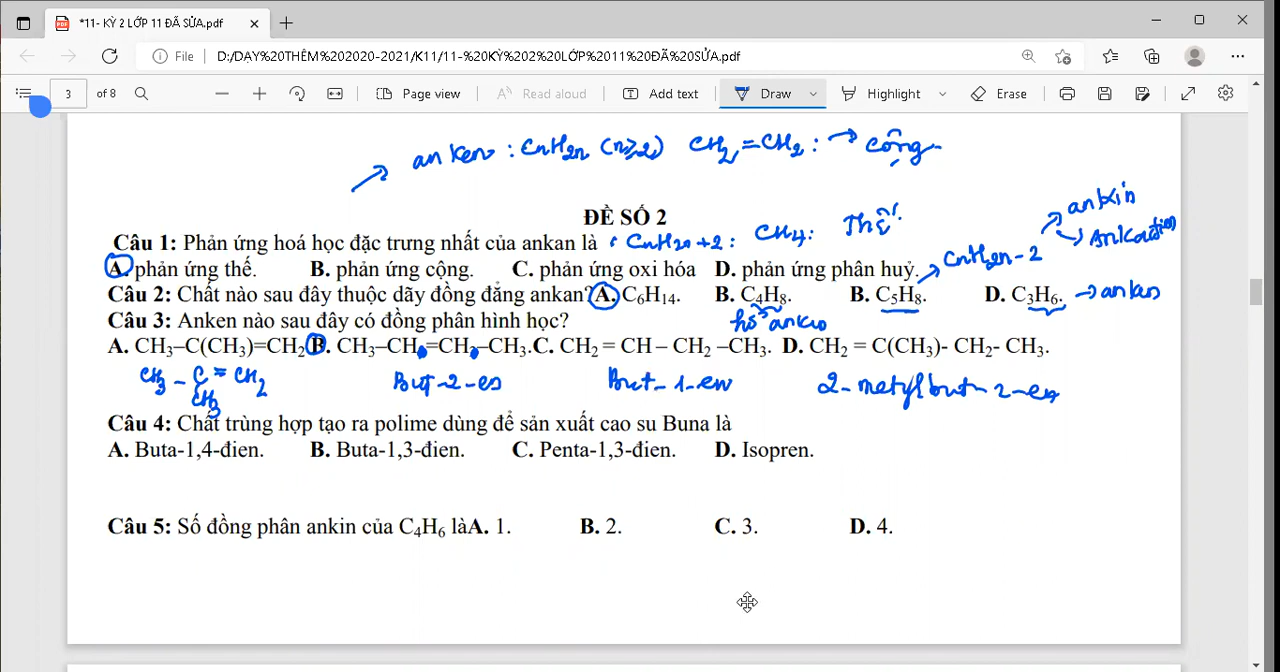 *11- KỲ 2 LỚP 11 ĐÃ SỬA.pdf
File D:/DẠY%20THÊM%202020-2021/K11/11-%20KỲ%202%20LỚP%2011%20ĐÃ%20SỬA.pdf
3 of 8 Page view Read aloud Add text Draw Highlight Erase
anken : CnH2n (n≥2) CH2=CH2 : → cộng
ankin
ĐỀ SỐ 2 CH4: Thế
Câu 1: Phản ứng hoá học đặc trưng nhất của ankan là : CnH2n+2 : Ankađien
A. phản ứng thế. B. phản ứng cộng. C. phản ứng oxi hóa D. phản ứng phân huỷ. CnH2n-2
Câu 2: Chất nào sau đây thuộc dãy đồng đẳng ankan? A. C6H14. B. C4H8. B. C5H8. D. C3H6. → anken
Câu 3: Anken nào sau đây có đồng phân hình học?
A. CH3–C(CH3)=CH2 B. CH3–CH=CH–CH3. C. CH2 = CH – CH2 –CH3. D. CH2 = C(CH3)- CH2- CH3.
CH3 - C = CH2 But-2-en But-1-en 2-metylbut-2-en
CH3
Câu 4: Chất trùng hợp tạo ra polime dùng để sản xuất cao su Buna là
A. Buta-1,4-đien. B. Buta-1,3-đien. C. Penta-1,3-đien. D. Isopren.
Câu 5: Số đồng phân ankin của C4H6 làA. 1. B. 2. C. 3. D. 4.